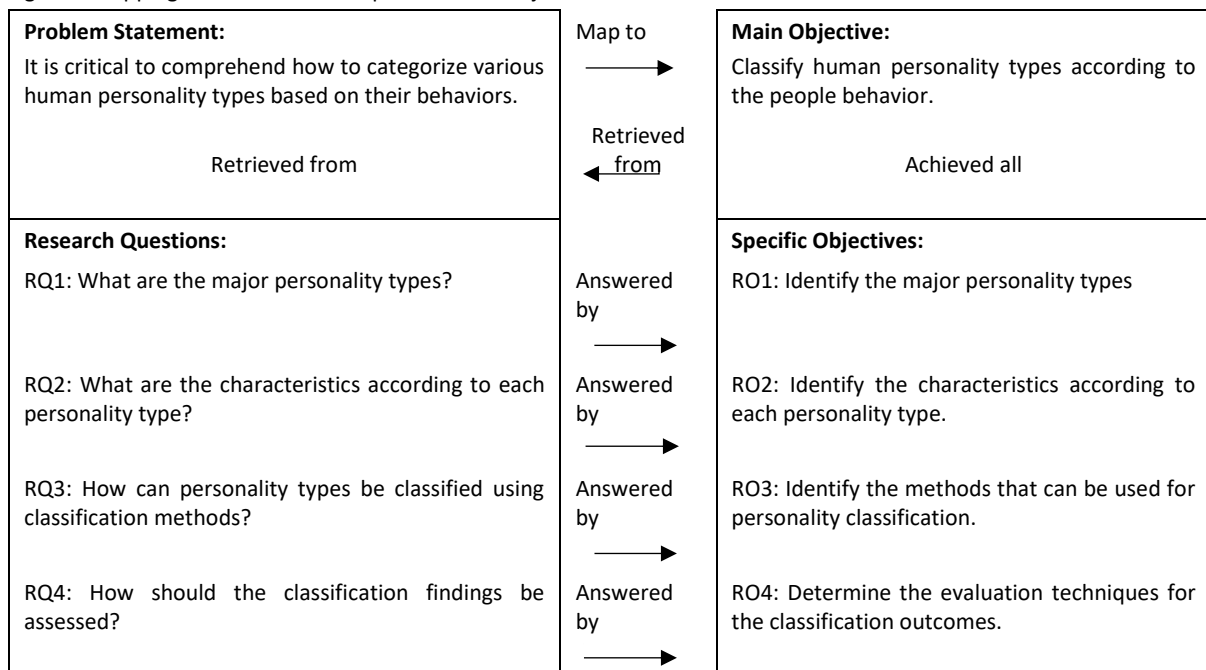 Problem Statement:
It is critical to comprehend how to categorize various
human personality types based on their behaviors.
Retrieved from
Map to
Retrieved
from
Main Objective:
Classify human personality types according to
the people behavior.
Achieved all
Research Questions:
Specific Objectives:
RQ1: What are the major personality types?
Answered
by
RO1: Identify the major personality types
RQ2: What are the characteristics according to each
personality type?
Answered
by
RO2: Identify the characteristics according to
each personality type.
RQ3: How can personality types be classified using
classification methods?
Answered
by
RO3: Identify the methods that can be used for
personality classification.
RQ4: How should the classification findings be
assessed?
Answered
by
RO4: Determine the evaluation techniques for
the classification outcomes.